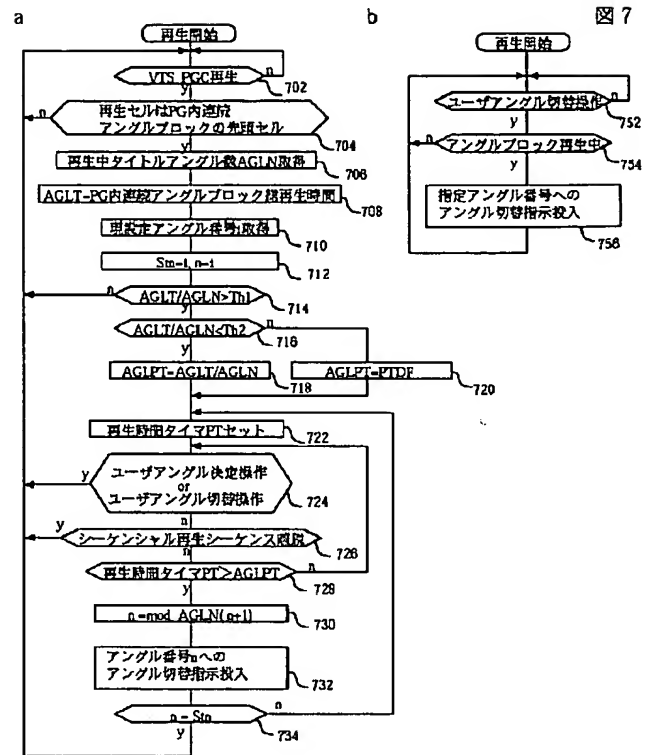 a
b
図7
再生開始
VTS_PGC再生
n
702
y
再生セルはPG内連続
アングルブロックの先頭セル
n
704
y
再生中タイトルアングル数AGLN取得
706
AGLT=PG内連続アングルブロック総再生時間
708
現設定アングル番号i取得
710
Stn=i, n=i
712
n
AGLT/AGLN>Th1
714
y
AGLT/AGLN<Th2
n
716
y
AGLPT=AGLT/AGLN
718
AGLPT=PTDF
720
再生時間タイマPTセット
722
ユーザアングル決定操作
or
ユーザアングル切替操作
y
724
n
y
シーケンシャル再生シーケンス離脱
726
n
再生時間タイマPT>AGLPT
n
728
y
n=mod AGLN(n+1)
730
アングル番号nへの
アングル切替指示投入
732
n = Stn
n
734
y
再生開始
ユーザアングル切替操作
n
752
y
n
アングルブロック再生中
754
y
指定アングル番号への
アングル切替指示投入
756